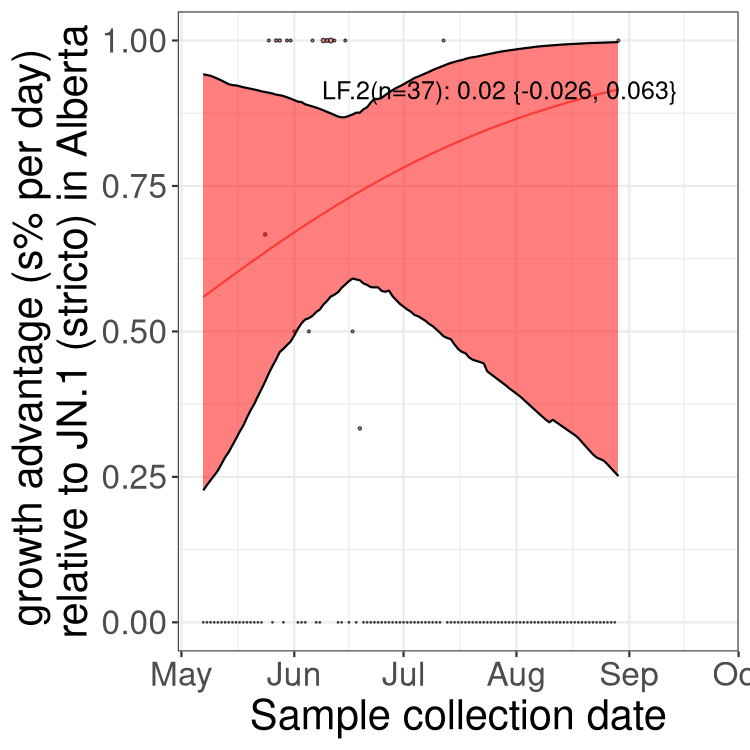 growth advantage (s% per day)
relative to JN.1 (stricto) in Alberta
1.00
0.75
0.50
0.25
0.00
LF.2(n=37): 0.02 {-0.026, 0.063}
May Jun Jul Aug Sep Oc
Sample collection date